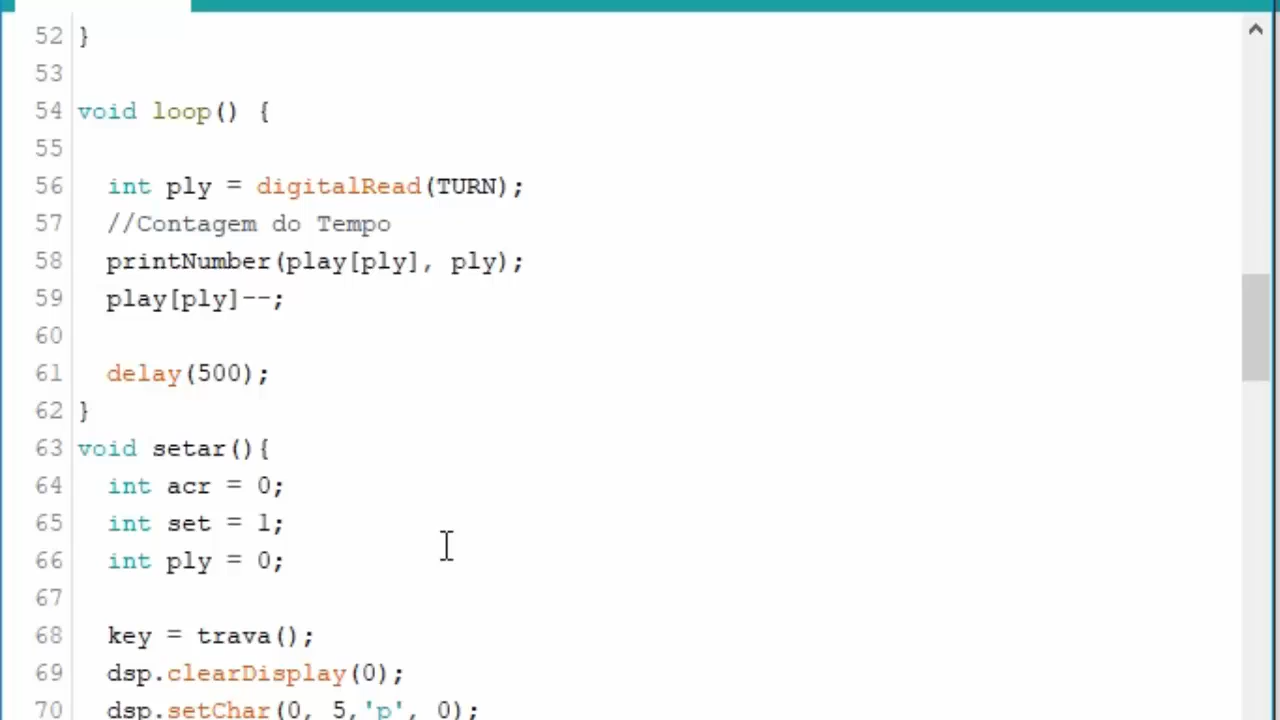 52 }
53
54 void loop() {
55
56   int ply = digitalRead(TURN);
57   //Contagem do Tempo
58   printNumber(play[ply], ply);
59   play[ply]--;
60
61   delay(500);
62 }
63 void setar(){
64   int acr = 0;
65   int set = 1;
66   int ply = 0;
67
68   key = trava();
69   dsp.clearDisplay(0);
70   dsp.setChar(0, 5,'p', 0);